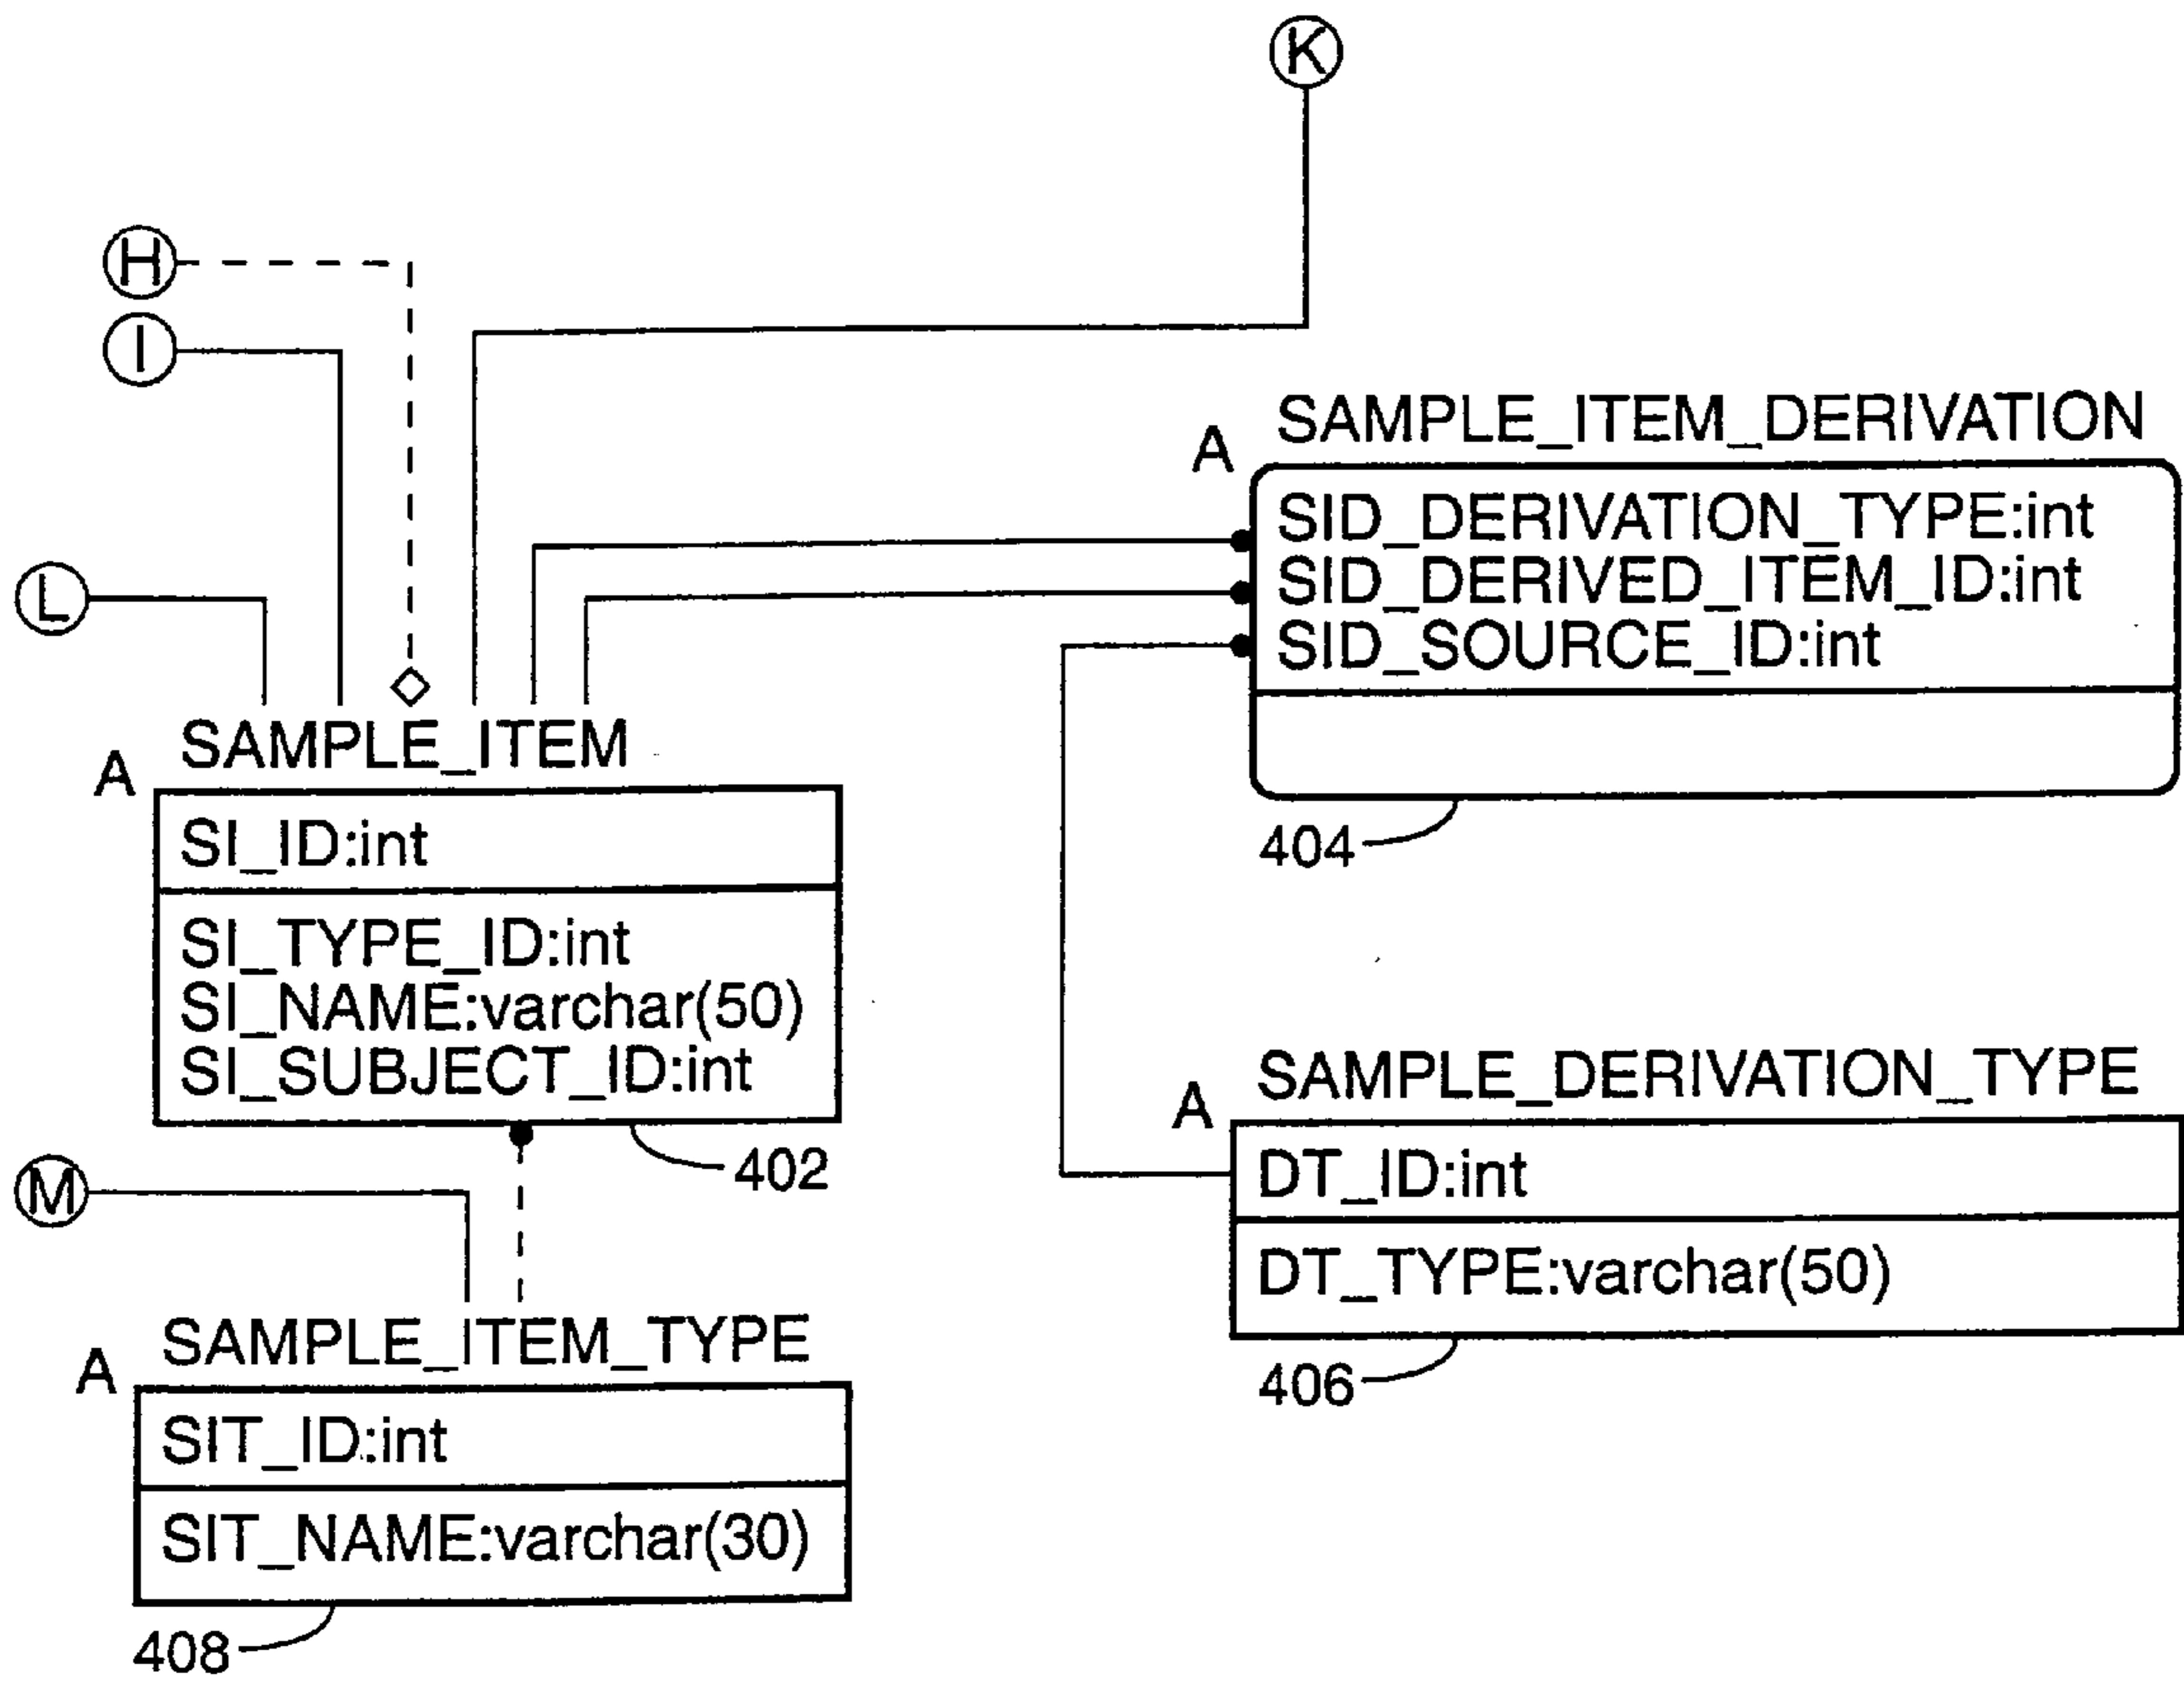 K
H
I
L
SAMPLE_ITEM_DERIVATION
A
SID_DERIVATION_TYPE:int
SID_DERIVED_ITEM_ID:int
SID_SOURCE_ID:int
404
SAMPLE_ITEM
A
SI_ID:int
SI_TYPE_ID:int
SI_NAME:varchar(50)
SI_SUBJECT_ID:int
402
SAMPLE_DERIVATION_TYPE
A
DT_ID:int
DT_TYPE:varchar(50)
406
M
SAMPLE_ITEM_TYPE
A
SIT_ID:int
SIT_NAME:varchar(30)
408